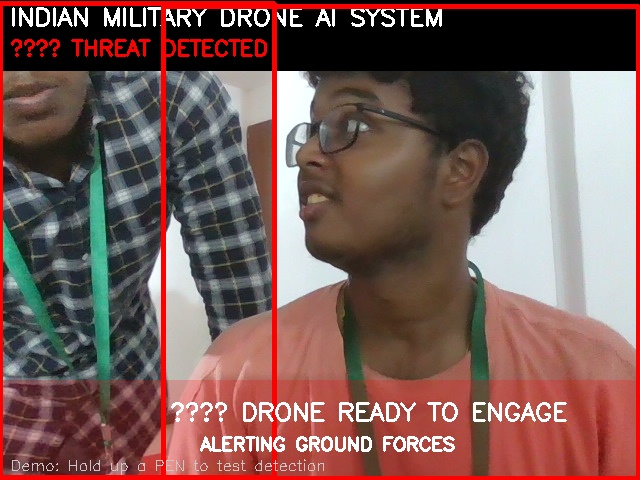 INDIAN MILITARY DRONE AI SYSTEM
???? THREAT DETECTED
???? DRONE READY TO ENGAGE
ALERTING GROUND FORCES
Demo: Hold up a PEN to test detection